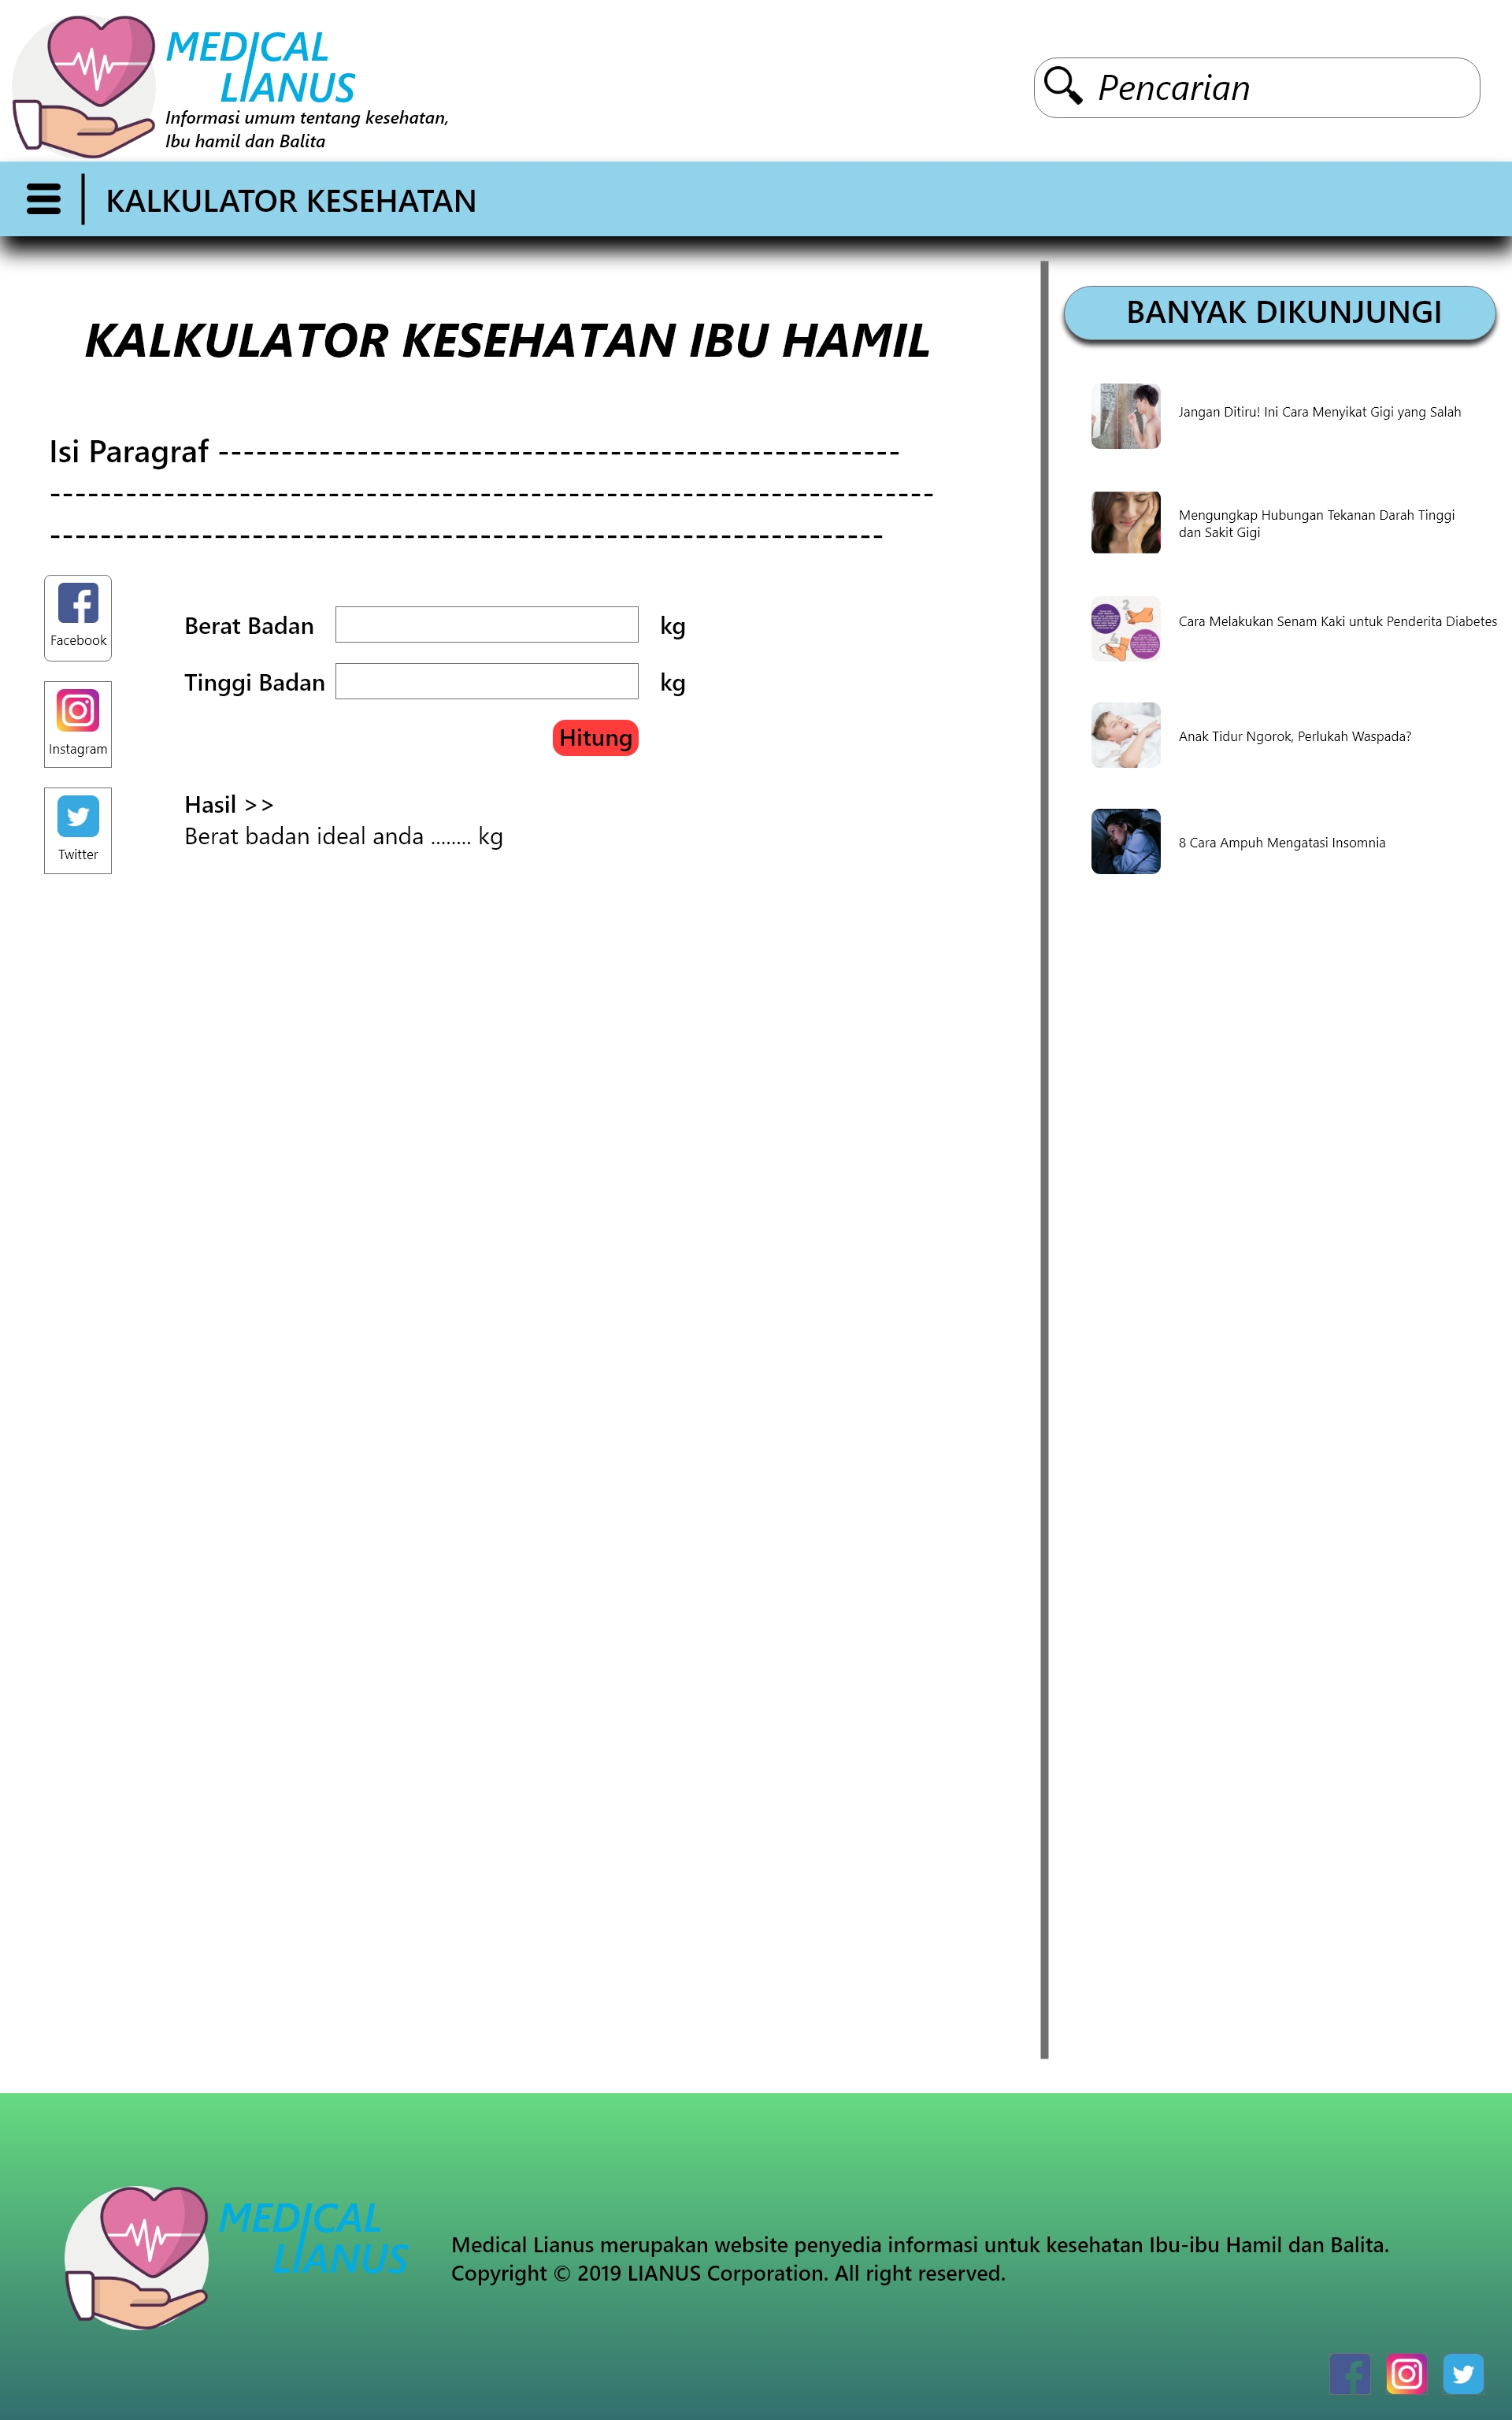 MEDICAL
LIANUS
Informasi umum tentang kesehatan,
Ibu hamil dan Balita
Pencarian
KALKULATOR KESEHATAN
KALKULATOR KESEHATAN IBU HAMIL
Isi Paragraf ------------------------------------------------------
----------------------------------------------------------------------
------------------------------------------------------------------
Facebook
Instagram
Twitter
Berat Badan kg
Tinggi Badan kg
Hitung
Hasil >>
Berat badan ideal anda ........ kg
BANYAK DIKUNJUNGI
Jangan Ditiru! Ini Cara Menyikat Gigi yang Salah
Mengungkap Hubungan Tekanan Darah Tinggi
dan Sakit Gigi
Cara Melakukan Senam Kaki untuk Penderita Diabetes
Anak Tidur Ngorok, Perlukah Waspada?
8 Cara Ampuh Mengatasi Insomnia
MEDICAL
LIANUS
Medical Lianus merupakan website penyedia informasi untuk kesehatan Ibu-ibu Hamil dan Balita.
Copyright © 2019 LIANUS Corporation. All right reserved.